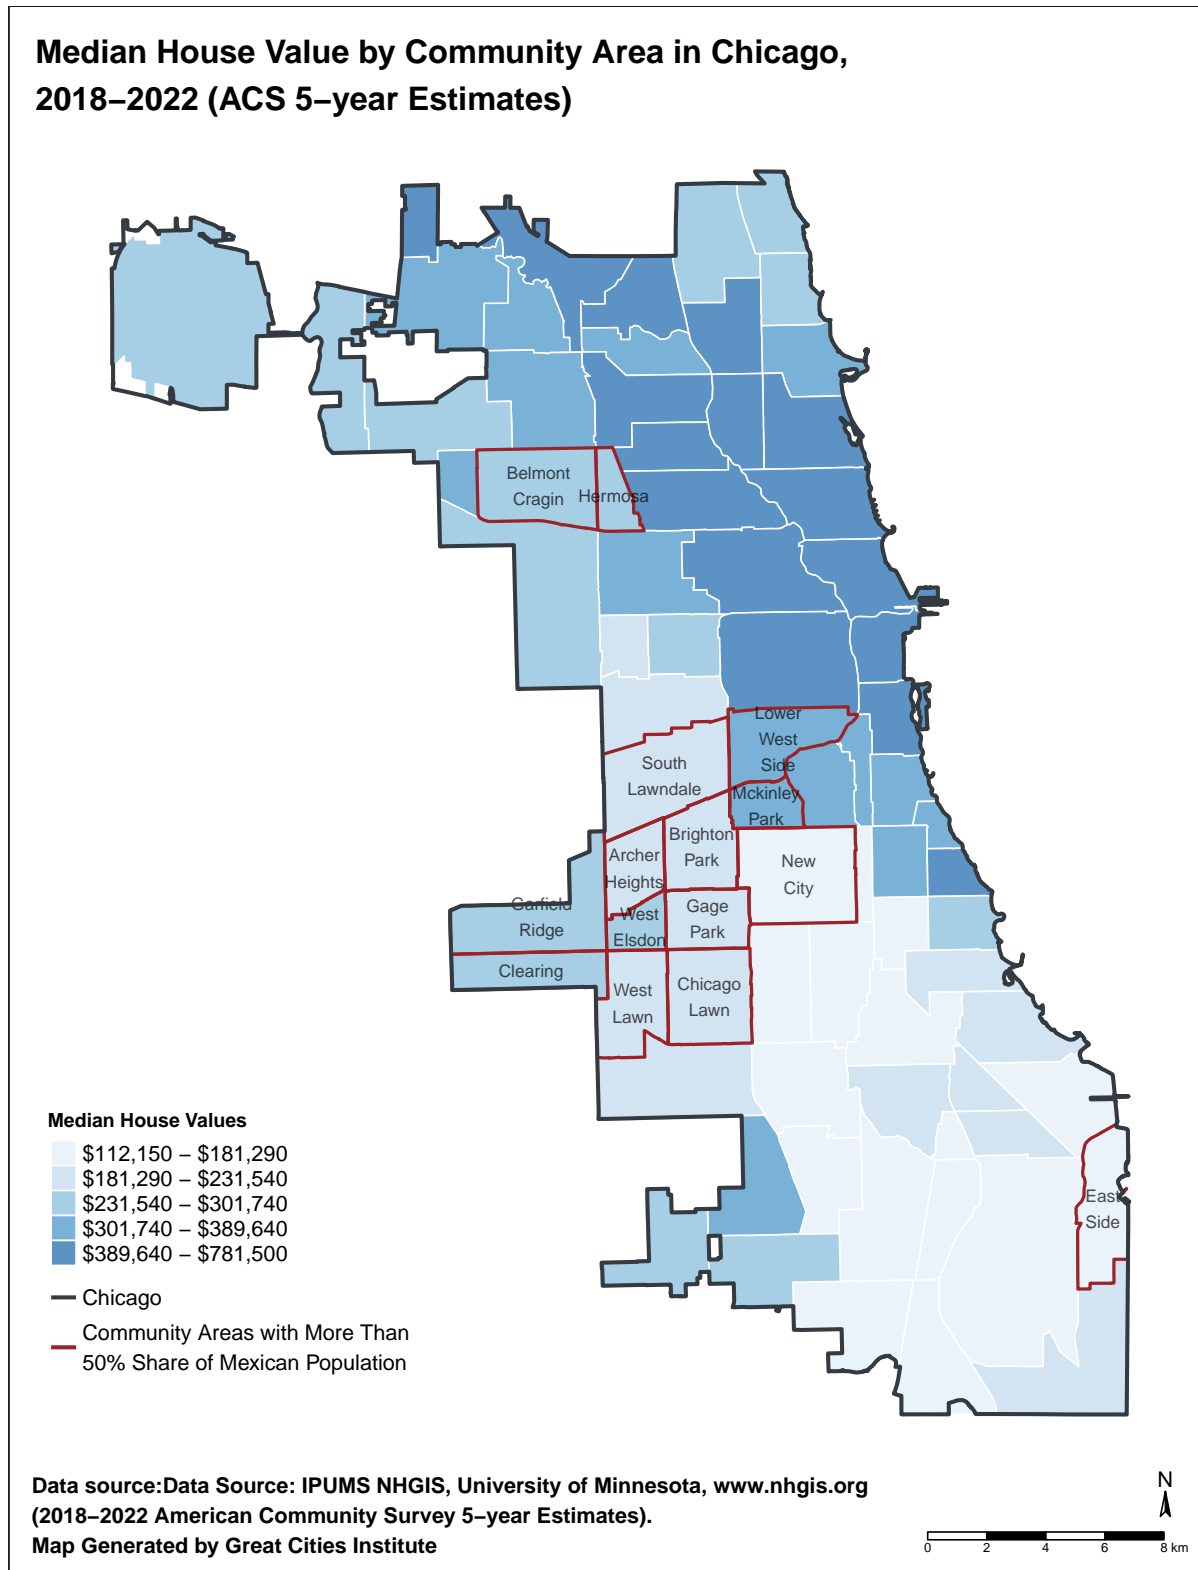 Median House Value by Community Area in Chicago,
2018–2022 (ACS 5–year Estimates)
Belmont
Cragin
Hermosa
Lower
West
Side
South
Lawndale
Mckinley
Park
Brighton
Park
Archer
Heights
New
City
Garfield
Ridge
West
Elsdon
Gage
Park
Clearing
West
Lawn
Chicago
Lawn
East
Side
Median House Values
$112,150 – $181,290
$181,290 – $231,540
$231,540 – $301,740
$301,740 – $389,640
$389,640 – $781,500
Chicago
Community Areas with More Than
50% Share of Mexican Population
Data source:Data Source: IPUMS NHGIS, University of Minnesota, www.nhgis.org
(2018–2022 American Community Survey 5–year Estimates).
Map Generated by Great Cities Institute
N
0 2 4 6 8 km